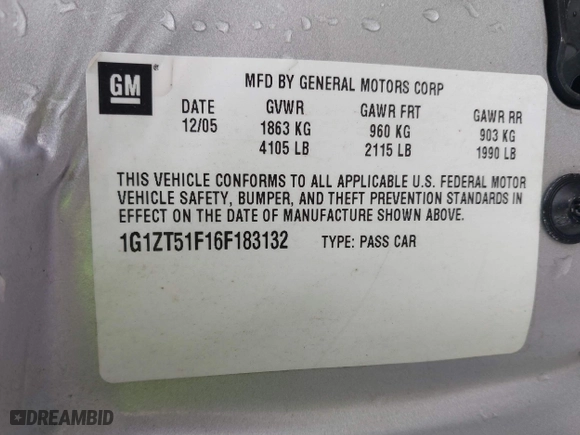 GM ®
MFD BY GENERAL MOTORS CORP
DATE GVWR GAWR FRT GAWR RR
12/05 1863 KG 960 KG 903 KG
4105 LB 2115 LB 1990 LB
THIS VEHICLE CONFORMS TO ALL APPLICABLE U.S. FEDERAL MOTOR
VEHICLE SAFETY, BUMPER, AND THEFT PREVENTION STANDARDS IN
EFFECT ON THE DATE OF MANUFACTURE SHOWN ABOVE.
1G1ZT51F16F183132 TYPE: PASS CAR
DREAMBID